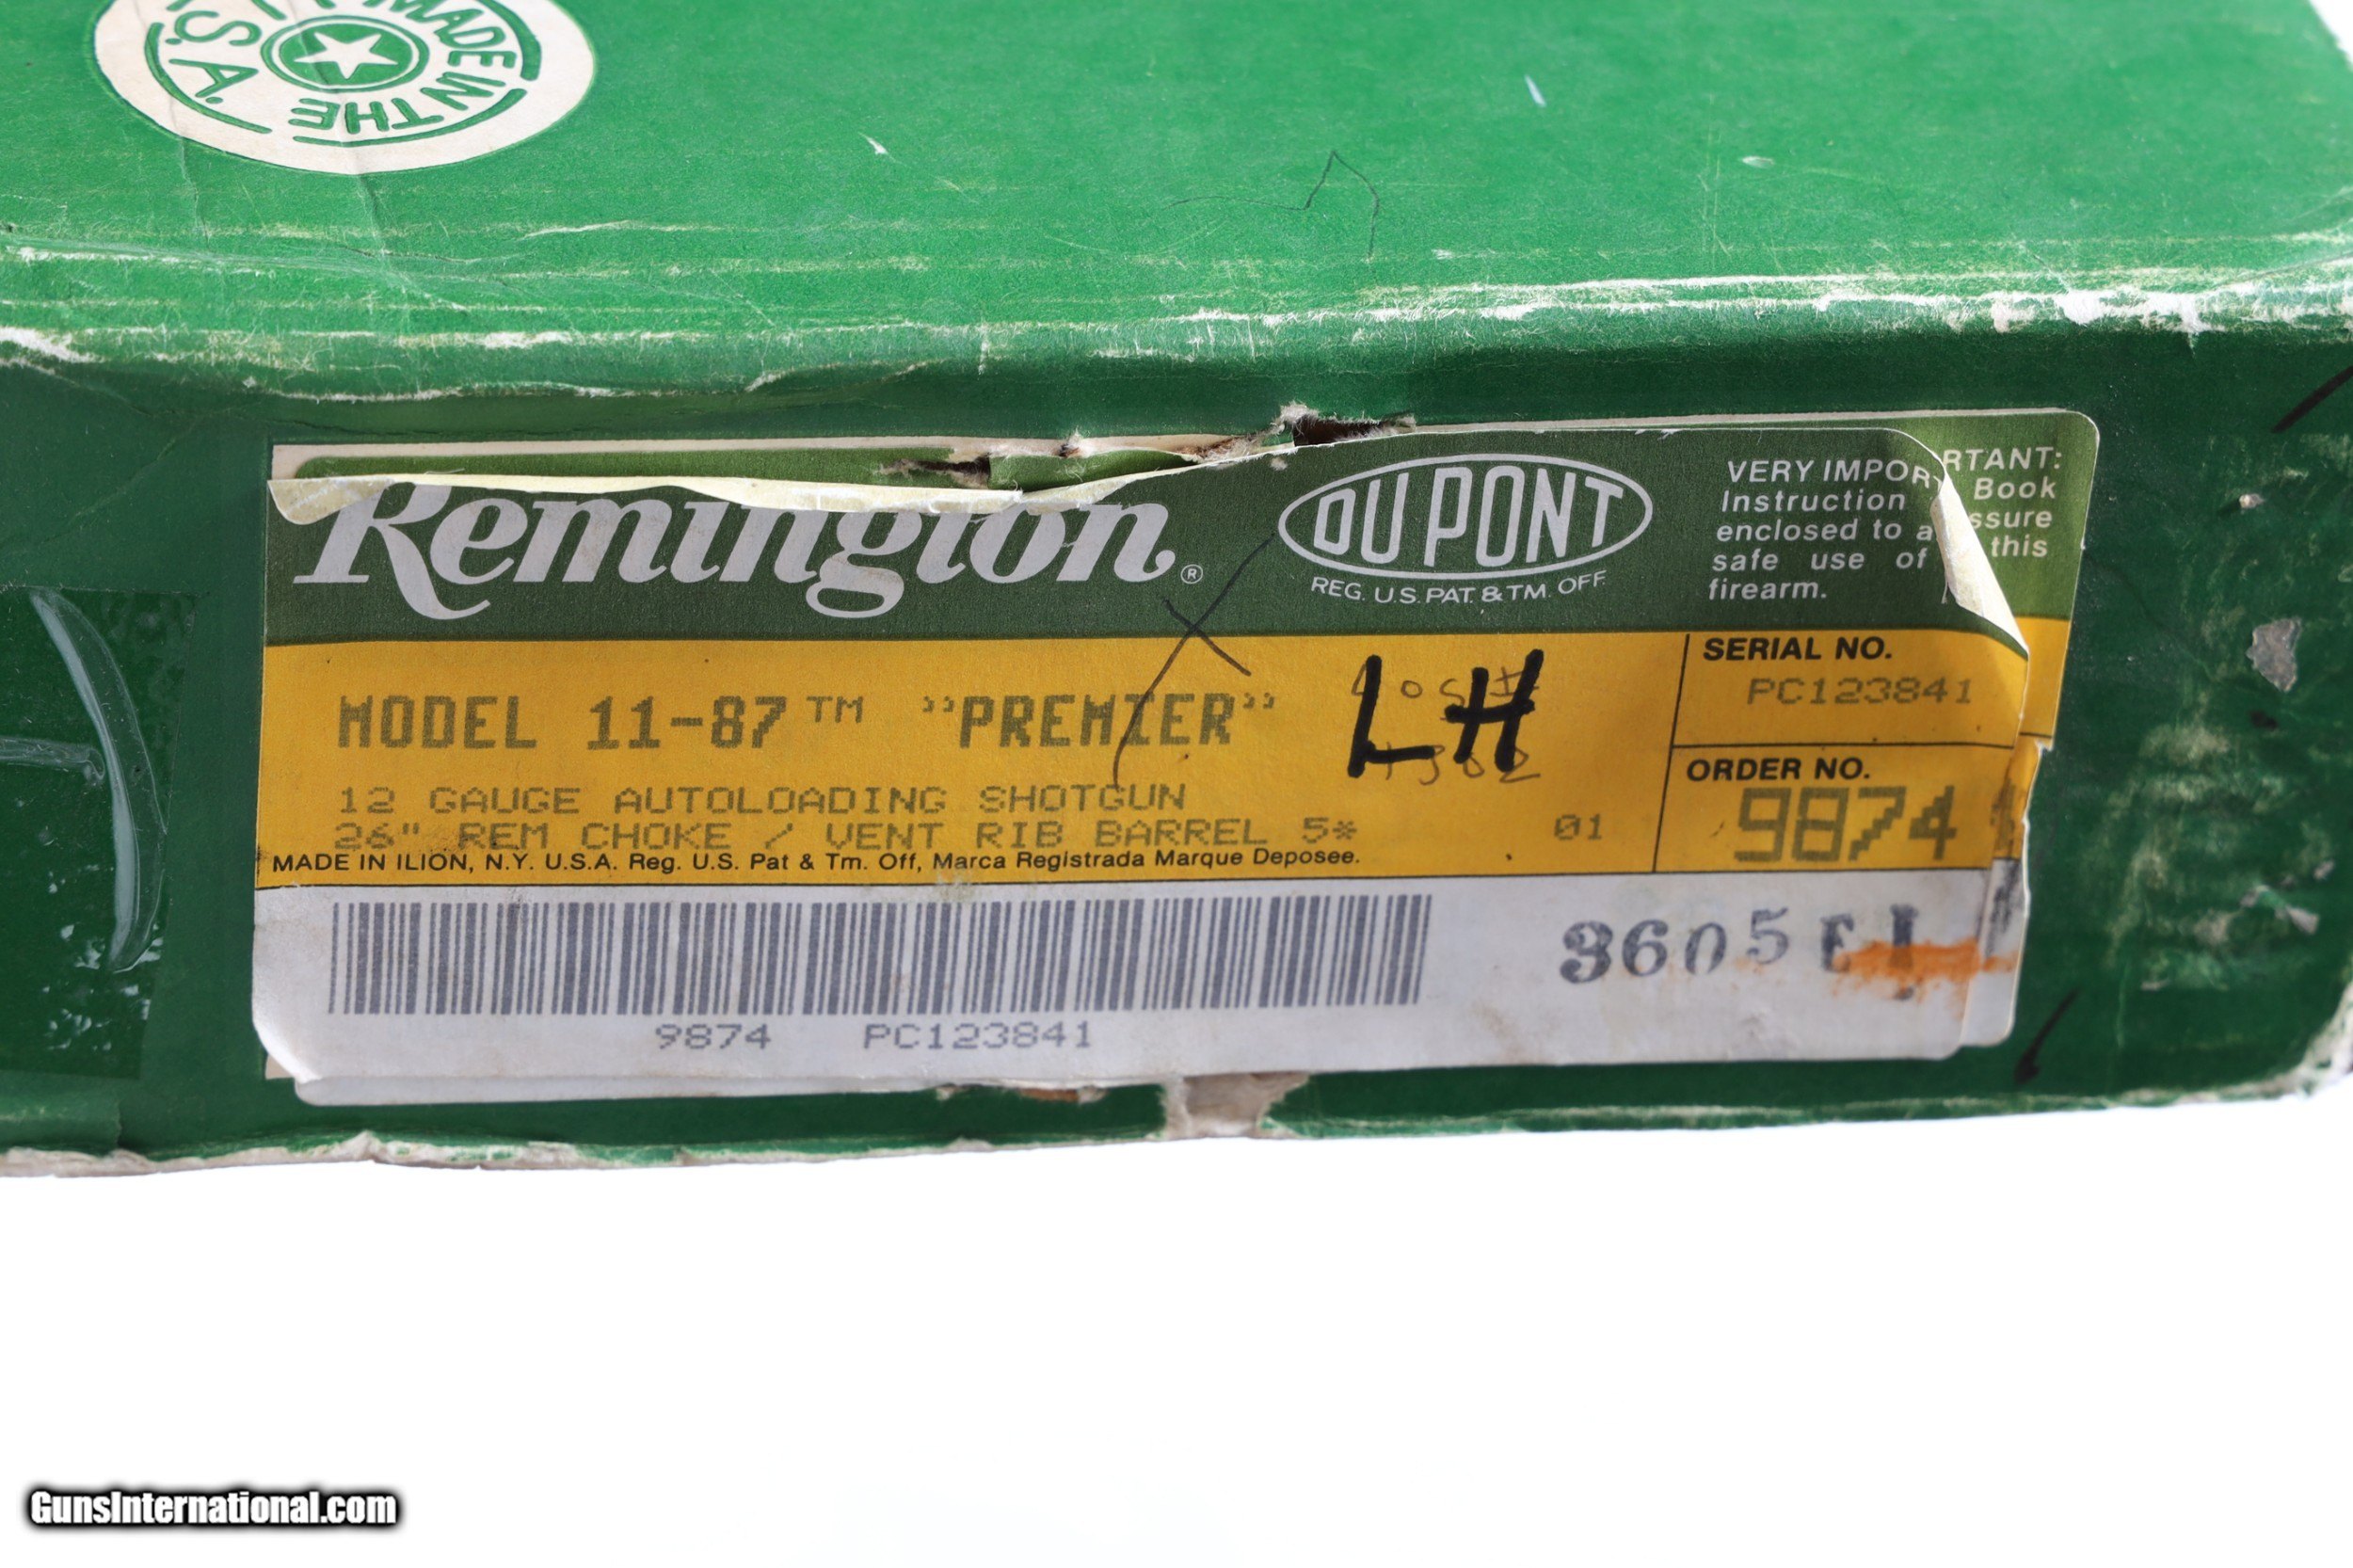 MADE IN THE
U.S.A.
Remington®
DU PONT
REG. U.S. PAT. & TM. OFF.
VERY IMPORTANT:
Instruction Book
enclosed to assure
safe use of this
firearm.
MODEL 11-87™ "PREMIER"
LH
12 GAUGE AUTOLOADING SHOTGUN
26" REM CHOKE / VENT RIB BARREL 5* 01
MADE IN ILION, N.Y. U.S.A. Reg. U.S. Pat & Tm. Off, Marca Registrada Marque Deposee.
SERIAL NO.
PC123841
ORDER NO.
9874
3605
9874 PC123841
GunsInternational.com